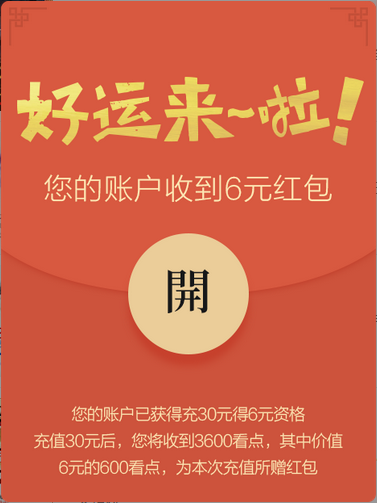 好运来~啦!
您的账户收到6元红包
開
您的账户已获得充30元得6元资格
充值30元后，您将收到3600看点，其中价值
6元的600看点，为本次充值所赠红包